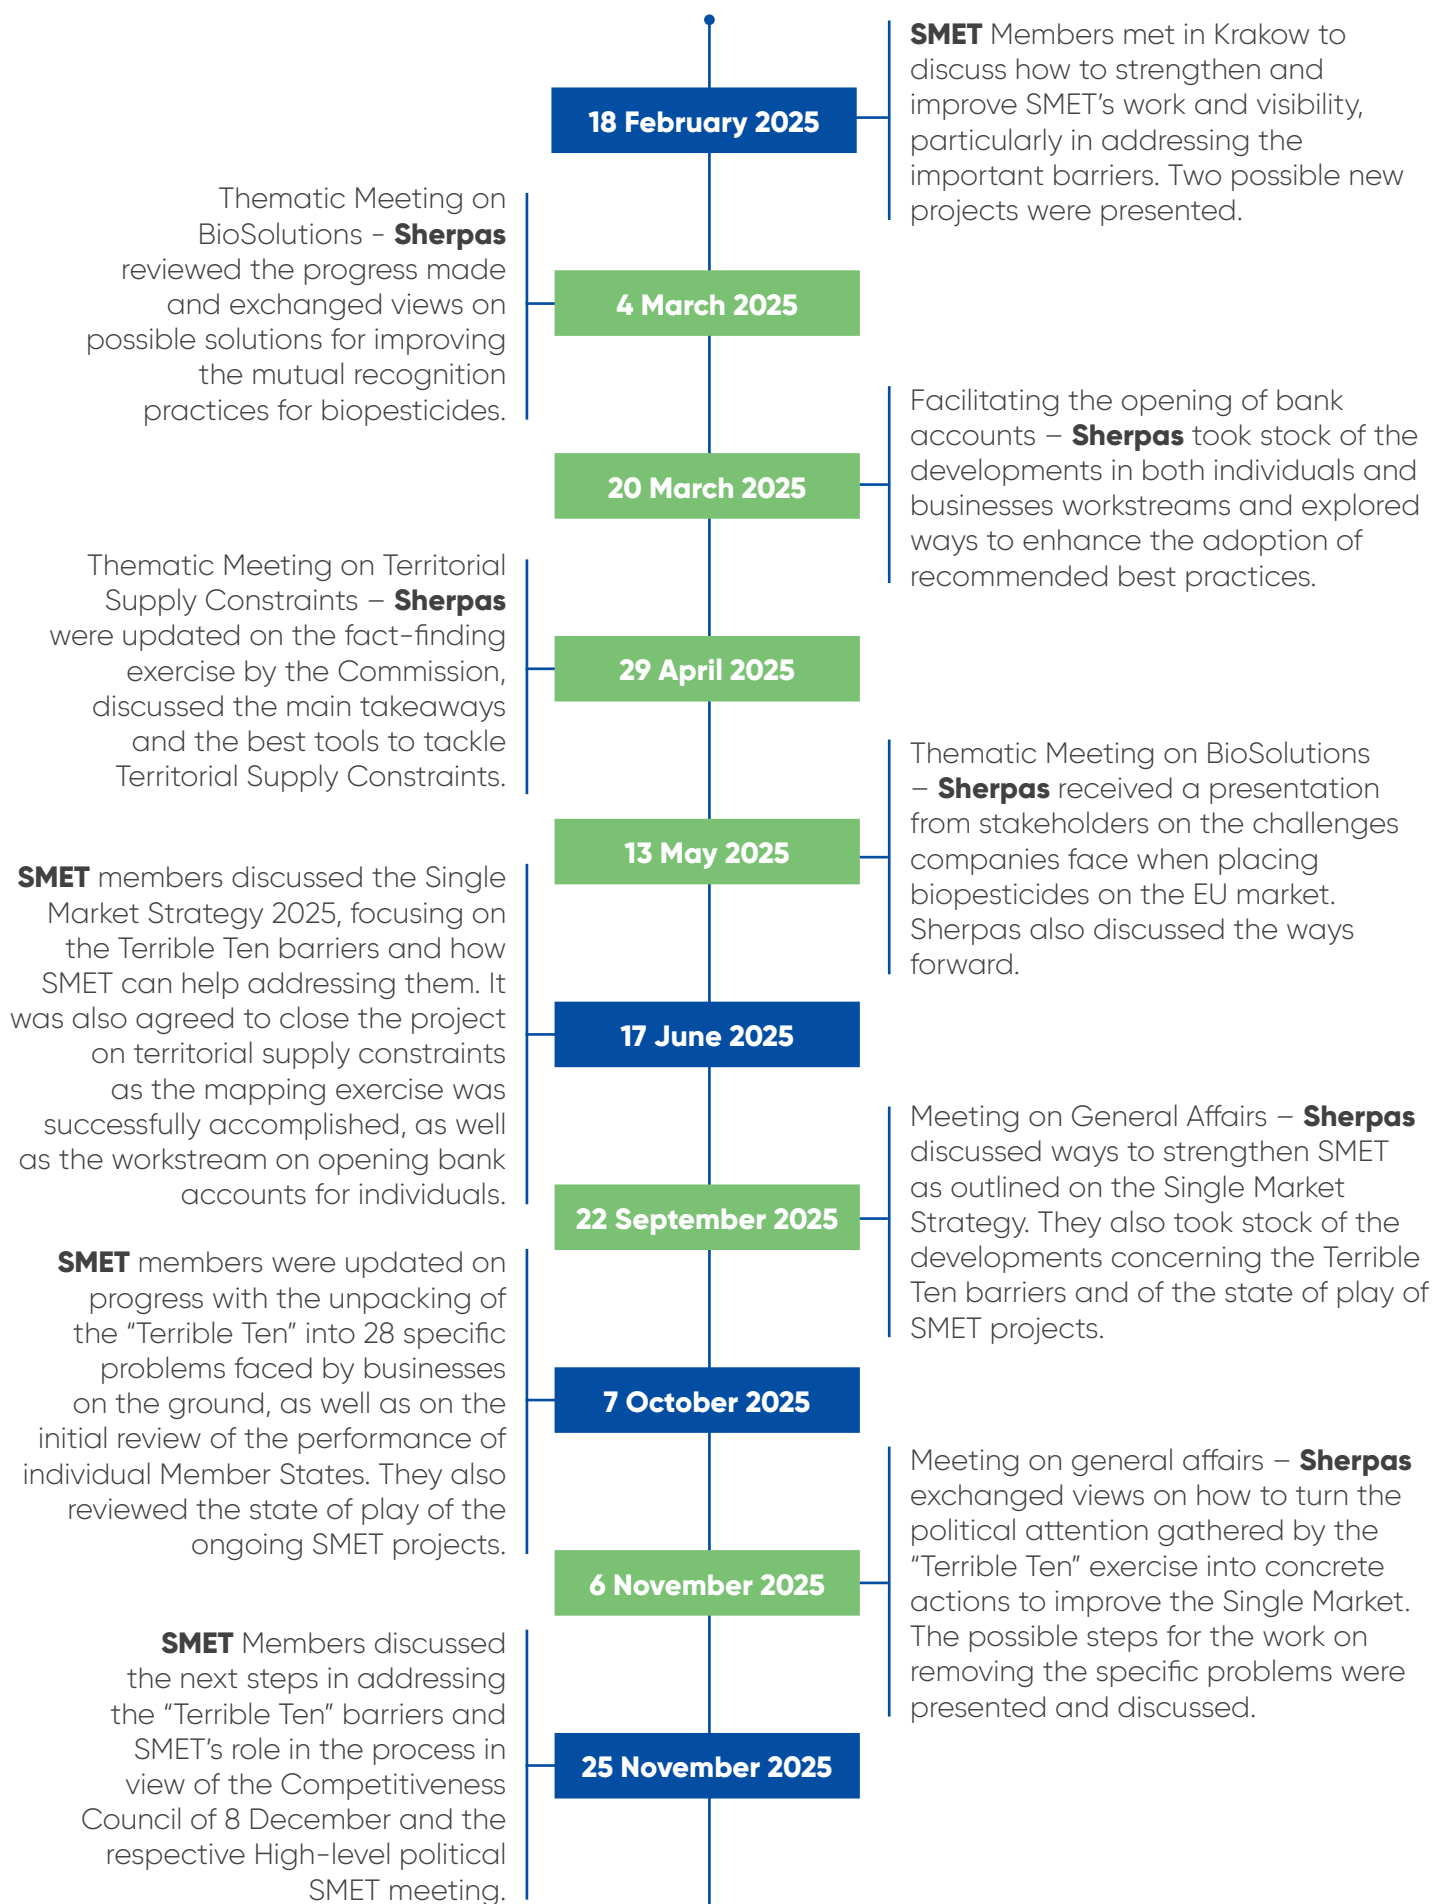 18 February 2025
SMET Members met in Krakow to
discuss how to strengthen and
improve SMET’s work and visibility,
particularly in addressing the
important barriers. Two possible new
projects were presented.
4 March 2025
Thematic Meeting on
BioSolutions - Sherpas
reviewed the progress made
and exchanged views on
possible solutions for improving
the mutual recognition
practices for biopesticides.
20 March 2025
Facilitating the opening of bank
accounts – Sherpas took stock of the
developments in both individuals and
businesses workstreams and explored
ways to enhance the adoption of
recommended best practices.
29 April 2025
Thematic Meeting on Territorial
Supply Constraints – Sherpas
were updated on the fact-finding
exercise by the Commission,
discussed the main takeaways
and the best tools to tackle
Territorial Supply Constraints.
13 May 2025
Thematic Meeting on BioSolutions
– Sherpas received a presentation
from stakeholders on the challenges
companies face when placing
biopesticides on the EU market.
Sherpas also discussed the ways
forward.
17 June 2025
SMET members discussed the Single
Market Strategy 2025, focusing on
the Terrible Ten barriers and how
SMET can help addressing them. It
was also agreed to close the project
on territorial supply constraints
as the mapping exercise was
successfully accomplished, as well
as the workstream on opening bank
accounts for individuals.
22 September 2025
Meeting on General Affairs – Sherpas
discussed ways to strengthen SMET
as outlined on the Single Market
Strategy. They also took stock of the
developments concerning the Terrible
Ten barriers and of the state of play of
SMET projects.
7 October 2025
SMET members were updated on
progress with the unpacking of
the “Terrible Ten” into 28 specific
problems faced by businesses
on the ground, as well as on the
initial review of the performance of
individual Member States. They also
reviewed the state of play of the
ongoing SMET projects.
6 November 2025
Meeting on general affairs – Sherpas
exchanged views on how to turn the
political attention gathered by the
“Terrible Ten” exercise into concrete
actions to improve the Single Market.
The possible steps for the work on
removing the specific problems were
presented and discussed.
25 November 2025
SMET Members discussed
the next steps in addressing
the “Terrible Ten” barriers and
SMET’s role in the process in
view of the Competitiveness
Council of 8 December and the
respective High-level political
SMET meeting.